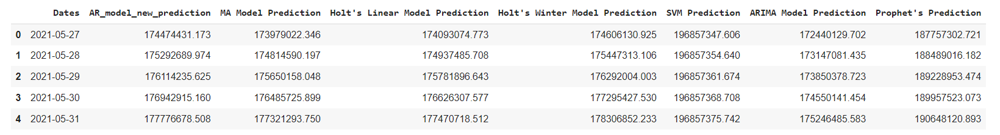 Dates AR_model_new_prediction MA Model Prediction Holt's Linear Model Prediction Holt's Winter Model Prediction SVM Prediction ARIMA Model Prediction Prophet's Prediction
0 2021-05-27 174474431.173 173979022.346 174093074.773 174606130.925 196857347.606 172440129.702 187757302.721
1 2021-05-28 175292689.974 174814590.197 174937485.708 175447313.106 196857354.640 173147081.435 188489016.182
2 2021-05-29 176114235.625 175650158.048 175781896.643 176292004.003 196857361.674 173850378.723 189228953.474
3 2021-05-30 176942915.160 176485725.899 176626307.577 177295427.530 196857368.708 174550141.454 189957523.073
4 2021-05-31 177776678.508 177321293.750 177470718.512 178306852.233 196857375.742 175246485.583 190648120.893